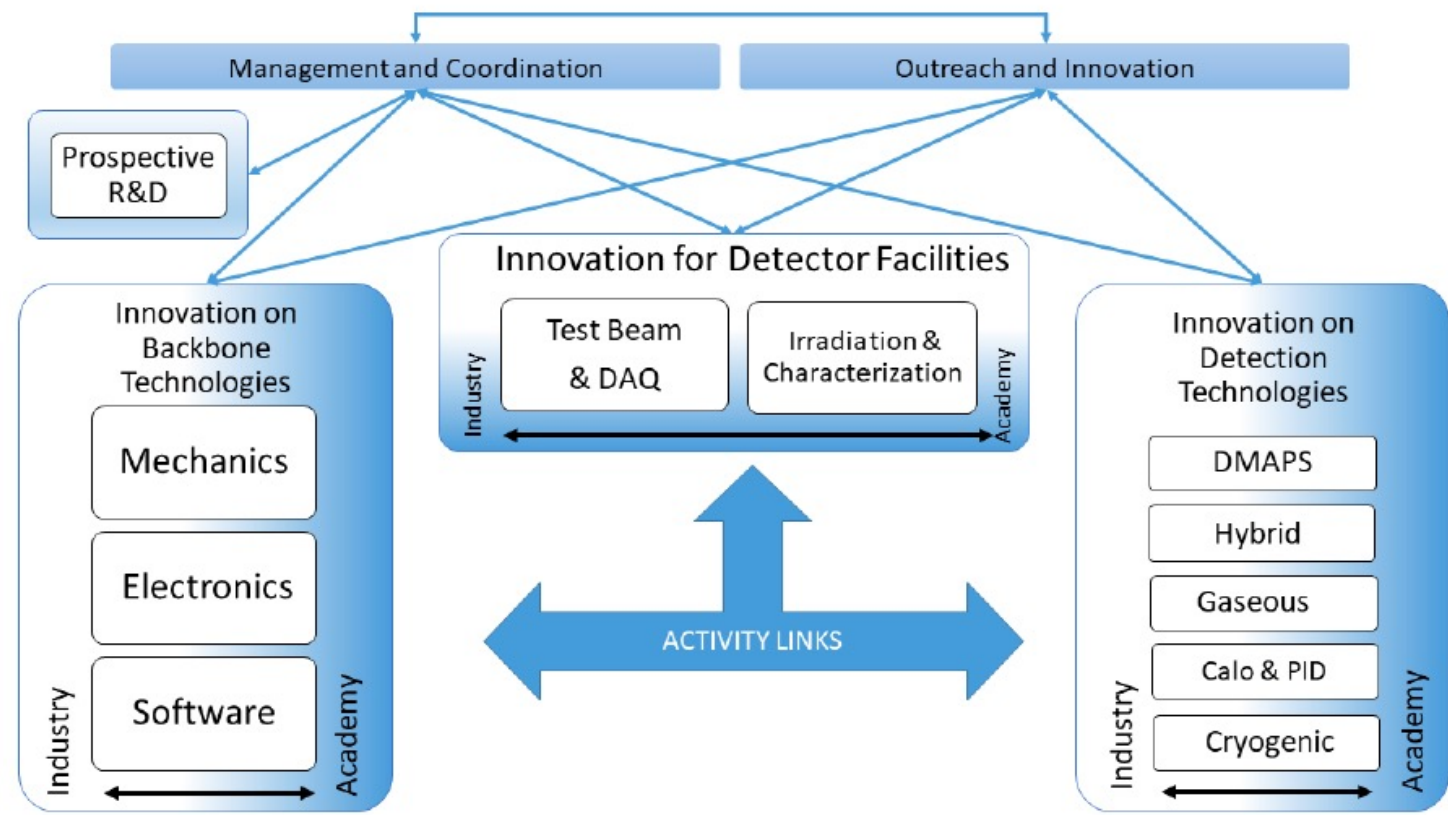 Management and Coordination
Outreach and Innovation
Prospective
R&D
Innovation for Detector Facilities
Test Beam
& DAQ
Irradiation &
Characterization
Industry
Academy
Innovation on
Backbone
Technologies
Mechanics
Electronics
Software
Industry
Academy
Innovation on
Detection
Technologies
DMAPS
Hybrid
Gaseous
Calo & PID
Cryogenic
Industry
Academy
ACTIVITY LINKS